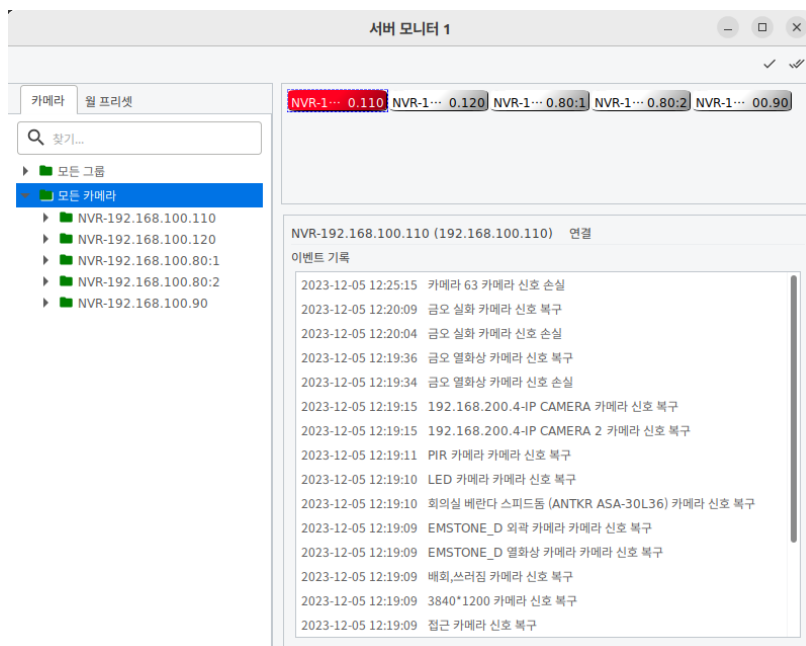 서버 모니터 1
카메라 월 프리셋
찾기...
모든 그룹
모든 카메라
NVR-192.168.100.110
NVR-192.168.100.120
NVR-192.168.100.80:1
NVR-192.168.100.80:2
NVR-192.168.100.90
NVR-1··· 0.110 NVR-1··· 0.120 NVR-1··· 0.80:1 NVR-1··· 0.80:2 NVR-1··· 00.90
NVR-192.168.100.110 (192.168.100.110) 연결
이벤트 기록
2023-12-05 12:25:15 카메라 63 카메라 신호 손실
2023-12-05 12:20:09 금오 실화 카메라 신호 복구
2023-12-05 12:20:04 금오 실화 카메라 신호 손실
2023-12-05 12:19:36 금오 열화상 카메라 신호 복구
2023-12-05 12:19:34 금오 열화상 카메라 신호 손실
2023-12-05 12:19:15 192.168.200.4-IP CAMERA 카메라 신호 복구
2023-12-05 12:19:15 192.168.200.4-IP CAMERA 2 카메라 신호 복구
2023-12-05 12:19:11 PIR 카메라 카메라 신호 복구
2023-12-05 12:19:10 LED 카메라 카메라 신호 복구
2023-12-05 12:19:10 회의실 베란다 스피드돔 (ANTKR ASA-30L36) 카메라 신호 복구
2023-12-05 12:19:09 EMSTONE_D 외곽 카메라 카메라 신호 복구
2023-12-05 12:19:09 EMSTONE_D 열화상 카메라 카메라 신호 복구
2023-12-05 12:19:09 배회,쓰러짐 카메라 신호 복구
2023-12-05 12:19:09 3840*1200 카메라 신호 복구
2023-12-05 12:19:09 접근 카메라 신호 복구